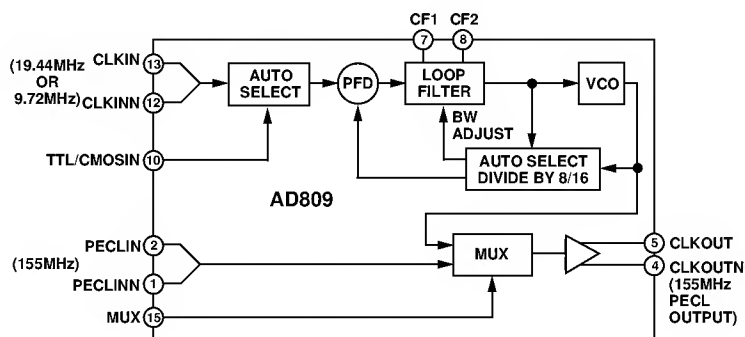 CF1 CF2
7 8
CLKIN 13
(19.44MHz
OR
9.72MHz)
CLKINN 12
AUTO
SELECT
PFD
LOOP
FILTER
VCO
BW
ADJUST
TTL/CMOSIN 10
AUTO SELECT
DIVIDE BY 8/16
AD809
PECLIN 2
(155MHz)
PECLINN 1
MUX
5 CLKOUT
4 CLKOUTN
(155MHz
PECL
OUTPUT)
MUX 15